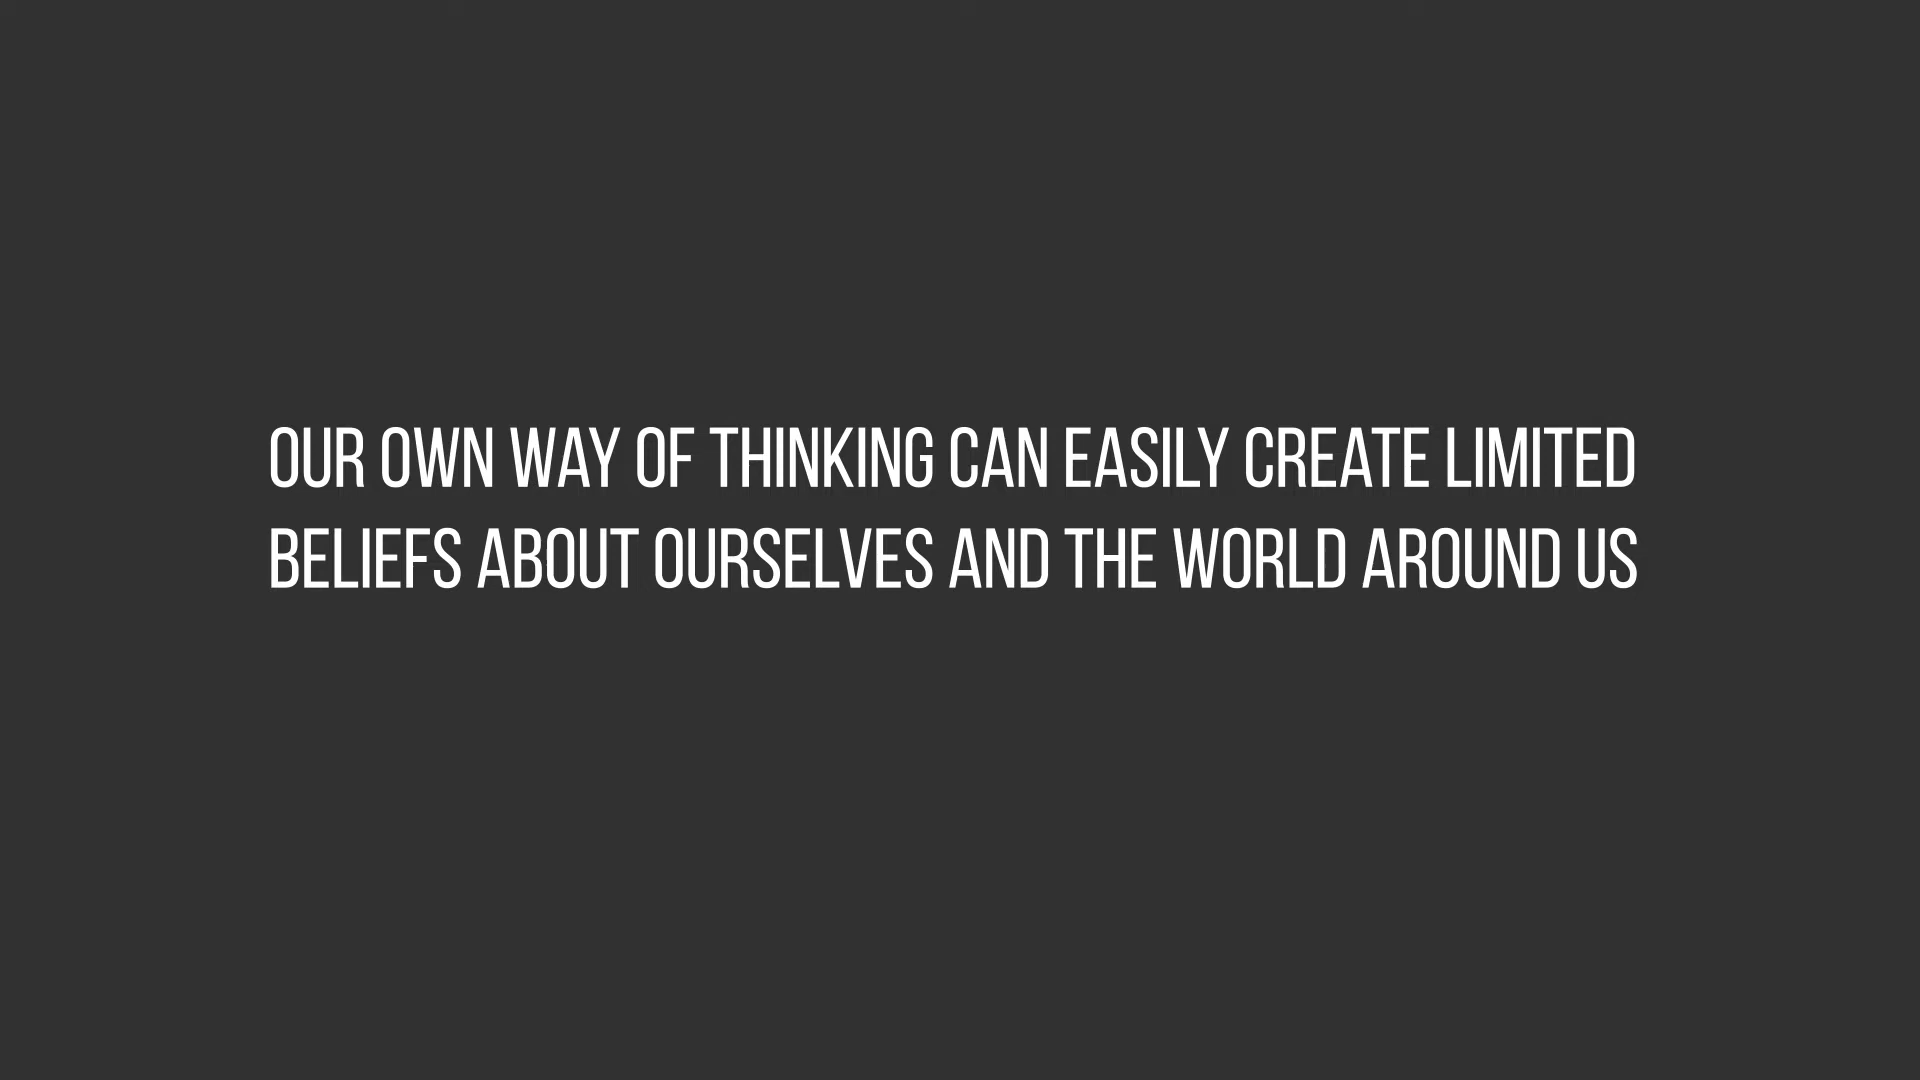 OUR OWN WAY OF THINKING CAN EASILY CREATE LIMITED
BELIEFS ABOUT OURSELVES AND THE WORLD AROUND US